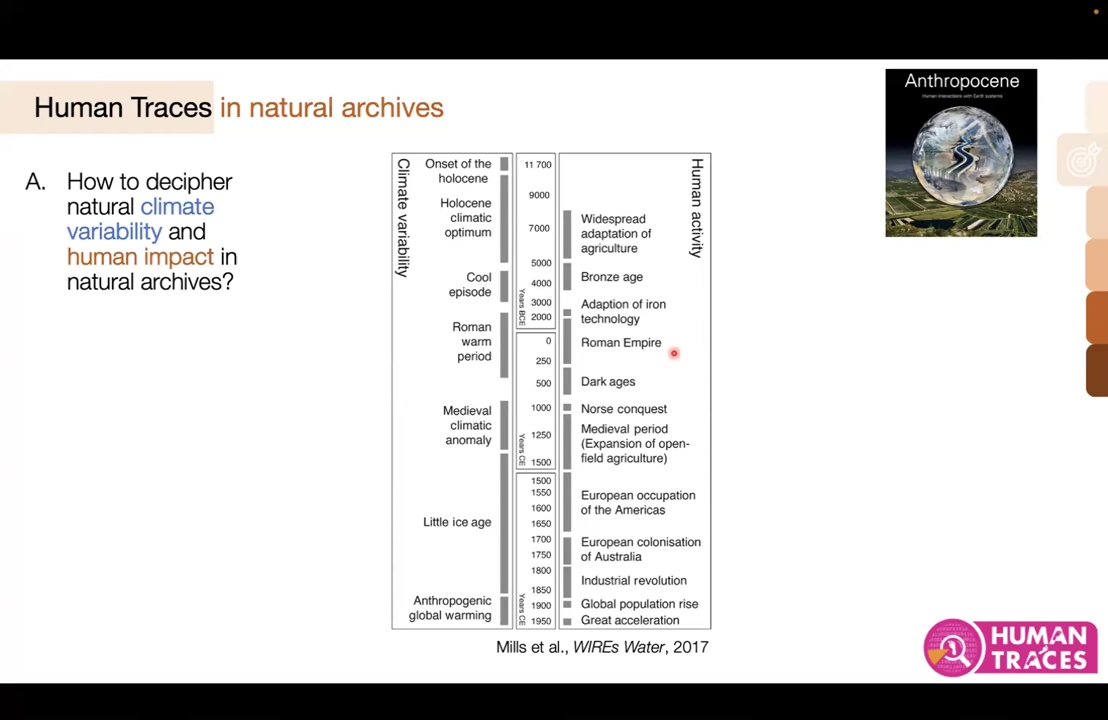 Anthropocene
Human Interactions with Earth systems
Human Traces in natural archives
A. How to decipher
natural climate
variability and
human impact in
natural archives?
Climate variability
Onset of the
holocene
Holocene
climatic
optimum
Cool
episode
Roman
warm
period
Medieval
climatic
anomaly
Little ice age
Anthropogenic
global warming
11 700
9000
7000
5000
4000
3000
2000
Years BCE
0
250
500
1000
1250
1500
Years CE
1500
1550
1600
1650
1700
1750
1800
1850
1900
1950
Years CE
Human activity
Widespread
adaptation of
agriculture
Bronze age
Adaption of iron
technology
Roman Empire
Dark ages
Norse conquest
Medieval period
(Expansion of open-
field agriculture)
European occupation
of the Americas
European colonisation
of Australia
Industrial revolution
Global population rise
Great acceleration
Mills et al., WIREs Water, 2017
HUMAN
TRACES